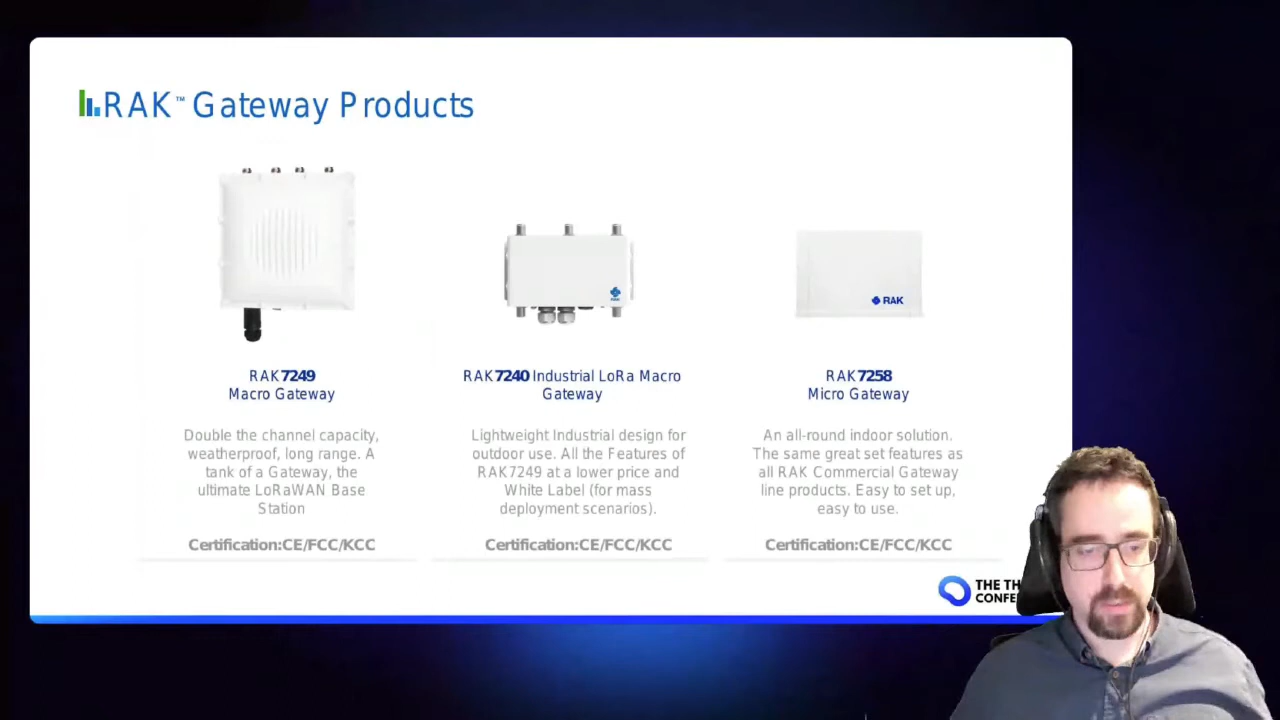 RAK™ Gateway Products
RAK
RAK
RAK7249
Macro Gateway
Double the channel capacity,
weatherproof, long range. A
tank of a Gateway, the
ultimate LoRaWAN Base
Station
Certification:CE/FCC/KCC
RAK7240 Industrial LoRa Macro
Gateway
Lightweight Industrial design for
outdoor use. All the Features of
RAK7249 at a lower price and
White Label (for mass
deployment scenarios).
Certification:CE/FCC/KCC
RAK7258
Micro Gateway
An all-round indoor solution.
The same great set features as
all RAK Commercial Gateway
line products. Easy to set up,
easy to use.
Certification:CE/FCC/KCC
THE TH
CONFE